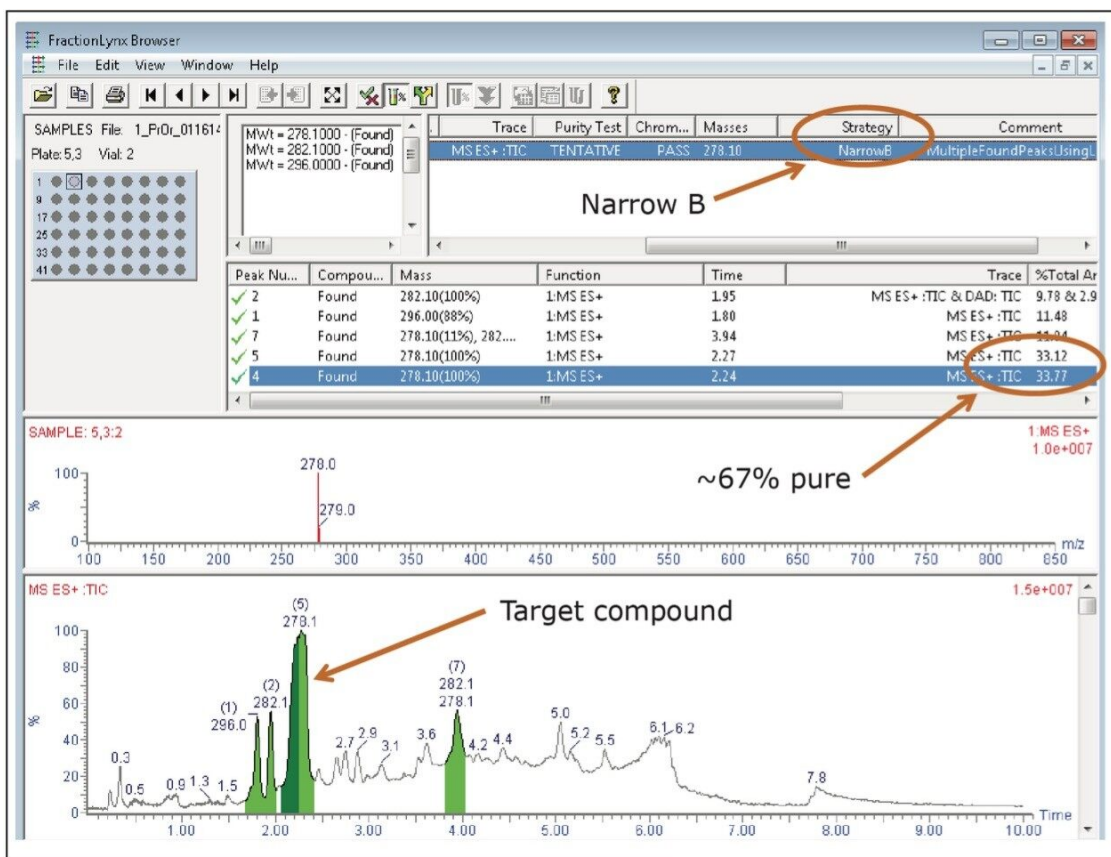 FractionLynx Browser
File Edit View Window Help
SAMPLES File: 1_PrOr_011614
Plate: 5,3 Vial: 2
1
9
17
25
33
41
MWt = 278.1000 - (Found)
MWt = 282.1000 - (Found)
MWt = 296.0000 - (Found)
Trace Purity Test Chrom... Masses Strategy Comment
MS ES+ :TIC TENTATIVE PASS 278.10 NarrowB MultipleFoundPeaksUsingL
Narrow B
Peak Nu... Compou... Mass Function Time Trace %Total Ar
2 Found 282.10(100%) 1:MS ES+ 1.95 MS ES+ :TIC & DAD: TIC 9.78 & 2.9
1 Found 296.00(88%) 1:MS ES+ 1.80 MS ES+ :TIC 11.48
7 Found 278.10(11%), 282.... 1:MS ES+ 3.94 MS ES+ :TIC
5 Found 278.10(100%) 1:MS ES+ 2.27 MS ES+ :TIC 33.12
4 Found 278.10(100%) 1:MS ES+ 2.24 MS ES+ :TIC 33.77
~67% pure
SAMPLE: 5,3:2
1:MS ES+
1.0e+007
278.0
279.0
100
%
0
100 150 200 250 300 350 400 450 500 550 600 650 700 750 800 850 m/z
MS ES+ :TIC
1.5e+007
Target compound
(5)
278.1
(2)
282.1
(1)
296.0
(7)
282.1
278.1
100
80
60
%
40
20
0
0.3 0.5 0.9 1.3 1.5 2.7 2.9 3.1 3.6 4.2 4.4 5.0 5.2 5.5 6.1 6.2 7.8
1.00 2.00 3.00 4.00 5.00 6.00 7.00 8.00 9.00 10.00 Time